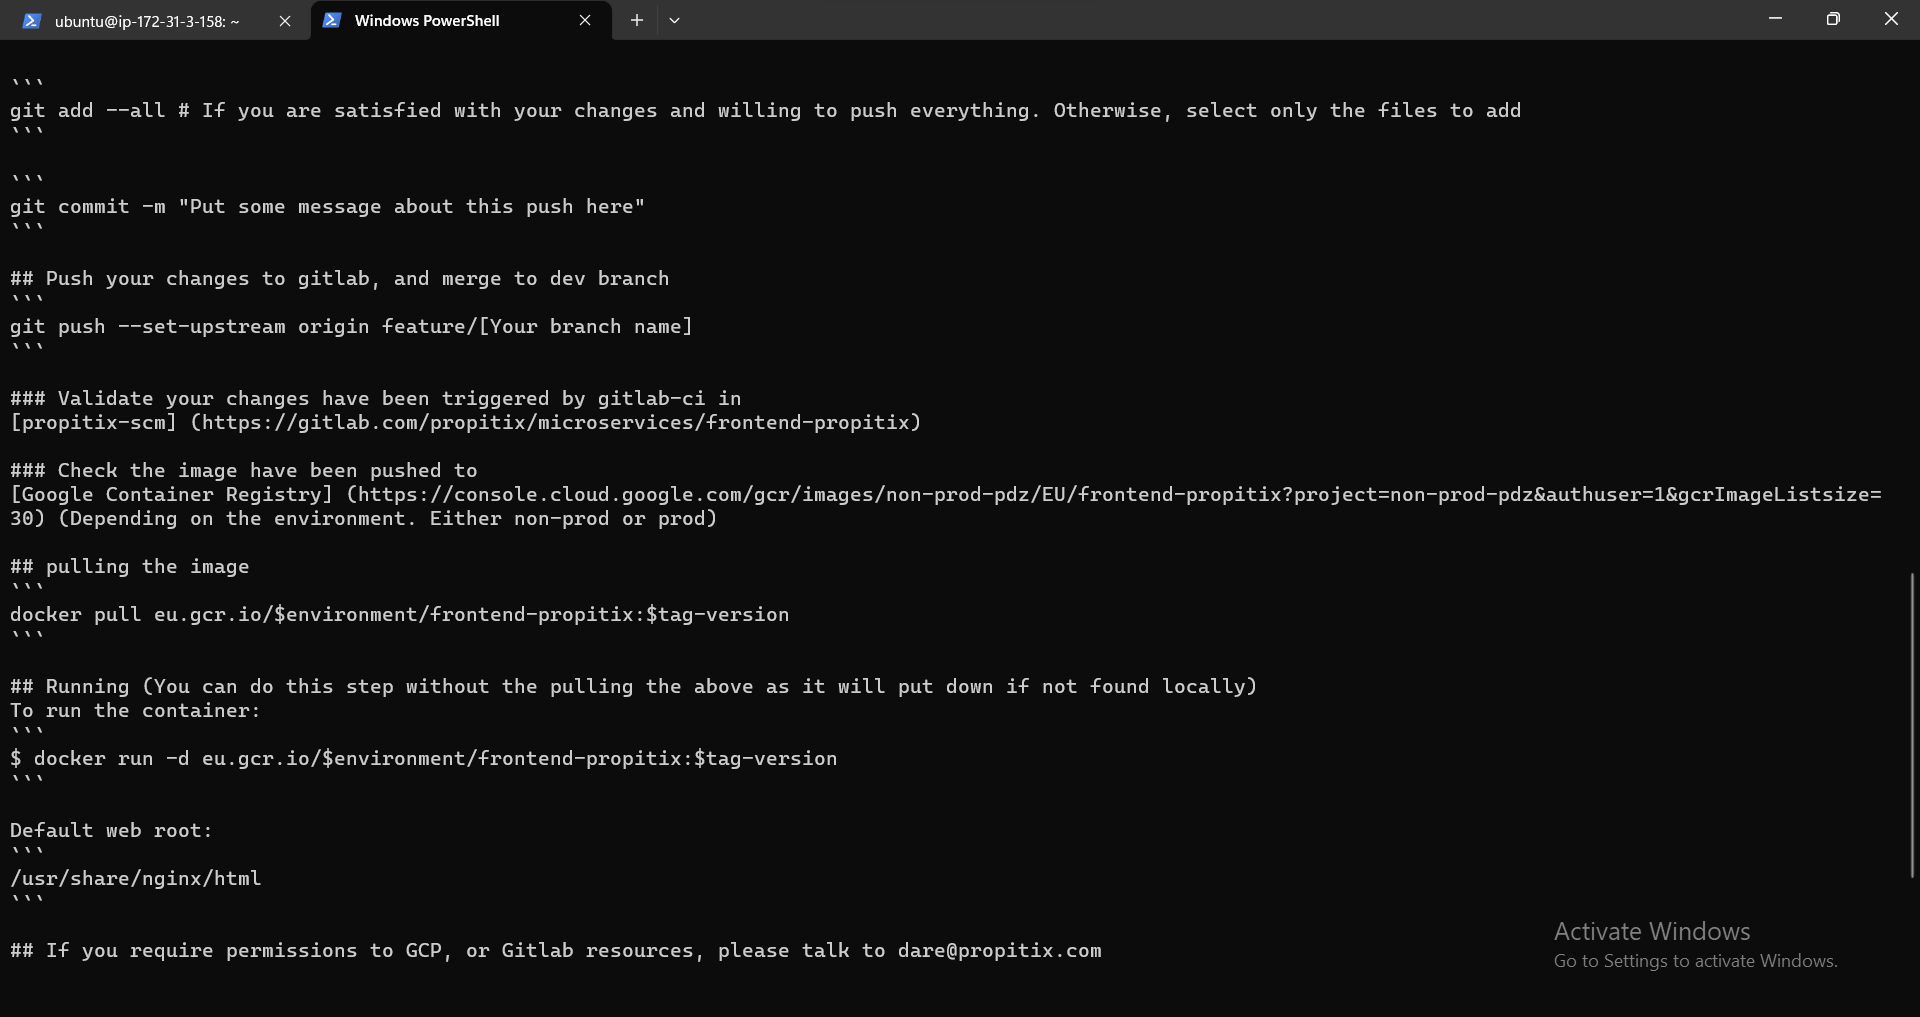 ubuntu@ip-172-31-3-158: ~
Windows PowerShell
```
git add --all # If you are satisfied with your changes and willing to push everything. Otherwise, select only the files to add
```
```
git commit -m "Put some message about this push here"
```
## Push your changes to gitlab, and merge to dev branch
```
git push --set-upstream origin feature/[Your branch name]
```
### Validate your changes have been triggered by gitlab-ci in
[propitix-scm] (https://gitlab.com/propitix/microservices/frontend-propitix)
### Check the image have been pushed to
[Google Container Registry] (https://console.cloud.google.com/gcr/images/non-prod-pdz/EU/frontend-propitix?project=non-prod-pdz&authuser=1&gcrImageListsize=
30) (Depending on the environment. Either non-prod or prod)
## pulling the image
```
docker pull eu.gcr.io/$environment/frontend-propitix:$tag-version
```
## Running (You can do this step without the pulling the above as it will put down if not found locally)
To run the container:
```
$ docker run -d eu.gcr.io/$environment/frontend-propitix:$tag-version
```
Default web root:
```
/usr/share/nginx/html
```
## If you require permissions to GCP, or Gitlab resources, please talk to dare@propitix.com
Activate Windows
Go to Settings to activate Windows.